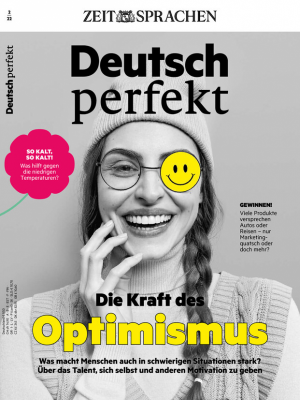 3
22
ZEIT SPRACHEN
Deutsch perfekt
Deutsch
perfekt
SO KALT,
SO KALT!
Was hilft gegen
die niedrigen
Temperaturen?
GEWINNEN!
Viele Produkte
versprechen
Autos oder
Reisen – nur
Marketing-
quatsch oder
doch mehr?
Die Kraft des
Optimismus
Was macht Menschen auch in schwierigen Situationen stark?
Über das Talent, sich selbst und anderen Motivation zu geben